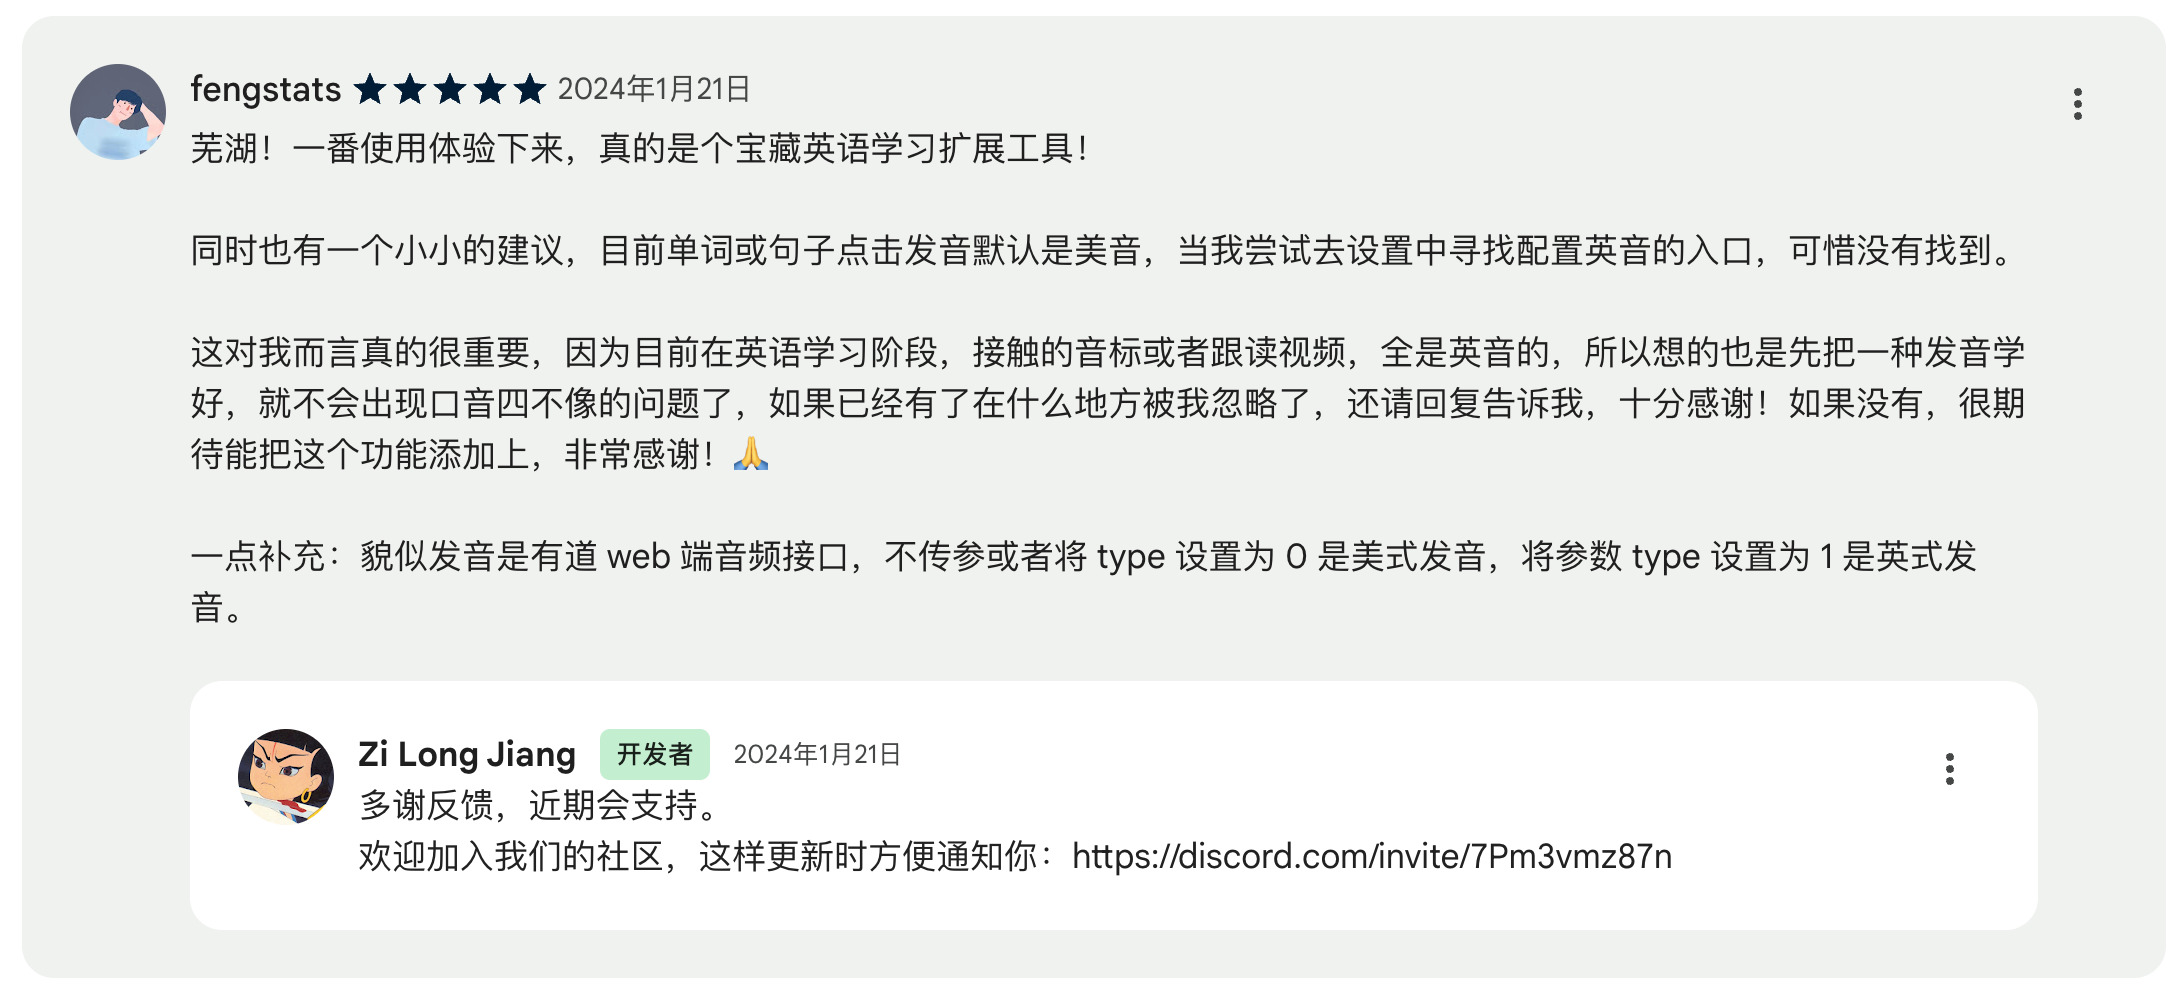 fengstats ★★★★★ 2024年1月21日
芜湖！一番使用体验下来，真的是个宝藏英语学习扩展工具！
同时也有一个小小的建议，目前单词或句子点击发音默认是美音，当我尝试去设置中寻找配置英音的入口，可惜没有找到。
这对我而言真的很重要，因为目前在英语学习阶段，接触的音标或者跟读视频，全是英音的，所以想的也是先把一种发音学
好，就不会出现口音四不像的问题了，如果已经有了在什么地方被我忽略了，还请回复告诉我，十分感谢！如果没有，很期
待能把这个功能添加上，非常感谢！🙏
一点补充：貌似发音是有道 web 端音频接口，不传参或者将 type 设置为 0 是美式发音，将参数 type 设置为 1 是英式发
音。
Zi Long Jiang 开发者 2024年1月21日
多谢反馈，近期会支持。
欢迎加入我们的社区，这样更新时方便通知你：https://discord.com/invite/7Pm3vmz87n